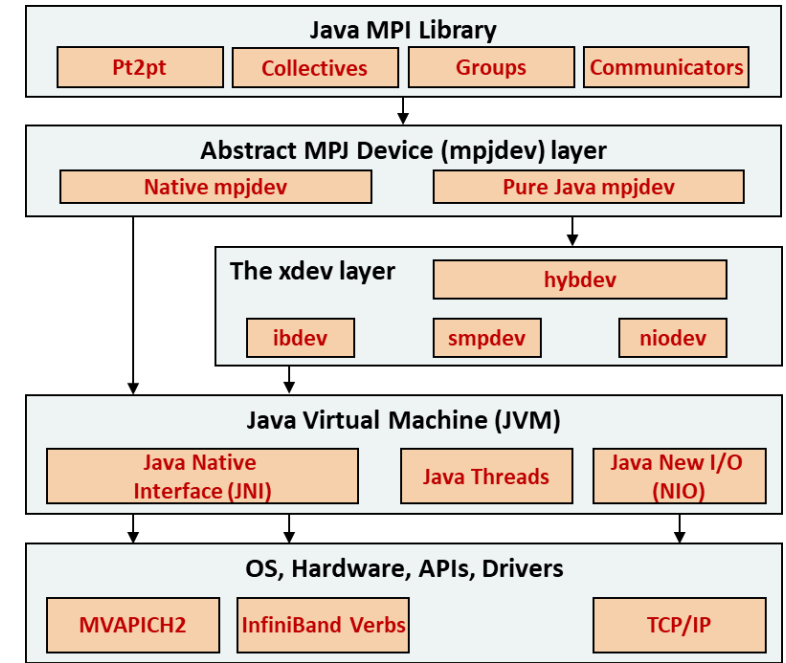 Java MPI Library
Pt2pt
Collectives
Groups
Communicators
Abstract MPJ Device (mpjdev) layer
Native mpjdev
Pure Java mpjdev
The xdev layer
hybdev
ibdev
smpdev
niodev
Java Virtual Machine (JVM)
Java Native
Interface (JNI)
Java Threads
Java New I/O
(NIO)
OS, Hardware, APIs, Drivers
MVAPICH2
InfiniBand Verbs
TCP/IP